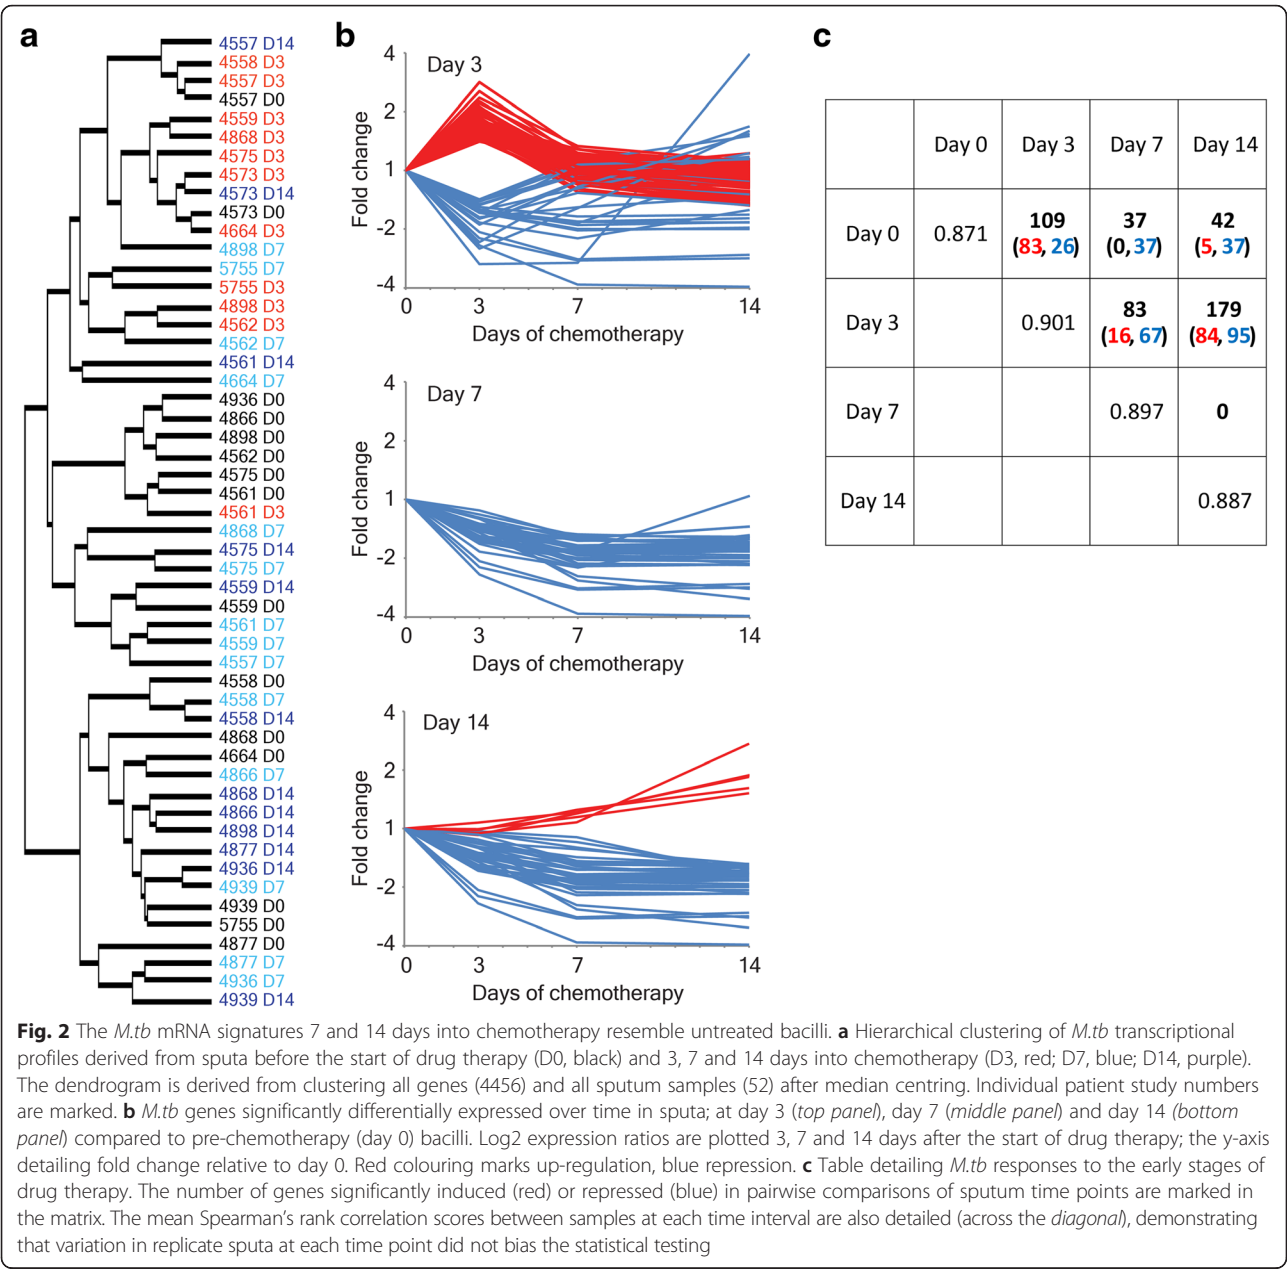 a
4557 D14
4558 D3
4557 D3
4557 D0
4559 D3
4868 D3
4575 D3
4573 D3
4573 D14
4573 D0
4664 D3
4898 D7
5755 D7
5755 D3
4898 D3
4562 D3
4562 D7
4561 D14
4664 D7
4936 D0
4866 D0
4898 D0
4562 D0
4575 D0
4561 D0
4561 D3
4868 D7
4575 D14
4575 D7
4559 D14
4559 D0
4561 D7
4559 D7
4557 D7
4558 D0
4558 D7
4558 D14
4868 D0
4664 D0
4866 D7
4868 D14
4866 D14
4898 D14
4877 D14
4936 D14
4939 D7
4939 D0
5755 D0
4877 D0
4877 D7
4936 D7
4939 D14
b
Day 3
Fold change
4
2
1
-2
-4
0 3 7 14
Days of chemotherapy
Day 7
Fold change
4
2
1
-2
-4
0 3 7 14
Days of chemotherapy
Day 14
Fold change
4
2
1
-2
-4
0 3 7 14
Days of chemotherapy
c
Day 0 Day 3 Day 7 Day 14
Day 0 0.871 109 (83, 26) 37 (0, 37) 42 (5, 37)
Day 3 0.901 83 (16, 67) 179 (84, 95)
Day 7 0.897 0
Day 14 0.887
Fig. 2 The M.tb mRNA signatures 7 and 14 days into chemotherapy resemble untreated bacilli. a Hierarchical clustering of M.tb transcriptional
profiles derived from sputa before the start of drug therapy (D0, black) and 3, 7 and 14 days into chemotherapy (D3, red; D7, blue; D14, purple).
The dendrogram is derived from clustering all genes (4456) and all sputum samples (52) after median centring. Individual patient study numbers
are marked. b M.tb genes significantly differentially expressed over time in sputa; at day 3 (top panel), day 7 (middle panel) and day 14 (bottom
panel) compared to pre-chemotherapy (day 0) bacilli. Log2 expression ratios are plotted 3, 7 and 14 days after the start of drug therapy; the y-axis
detailing fold change relative to day 0. Red colouring marks up-regulation, blue repression. c Table detailing M.tb responses to the early stages of
drug therapy. The number of genes significantly induced (red) or repressed (blue) in pairwise comparisons of sputum time points are marked in
the matrix. The mean Spearman's rank correlation scores between samples at each time interval are also detailed (across the diagonal), demonstrating
that variation in replicate sputa at each time point did not bias the statistical testing